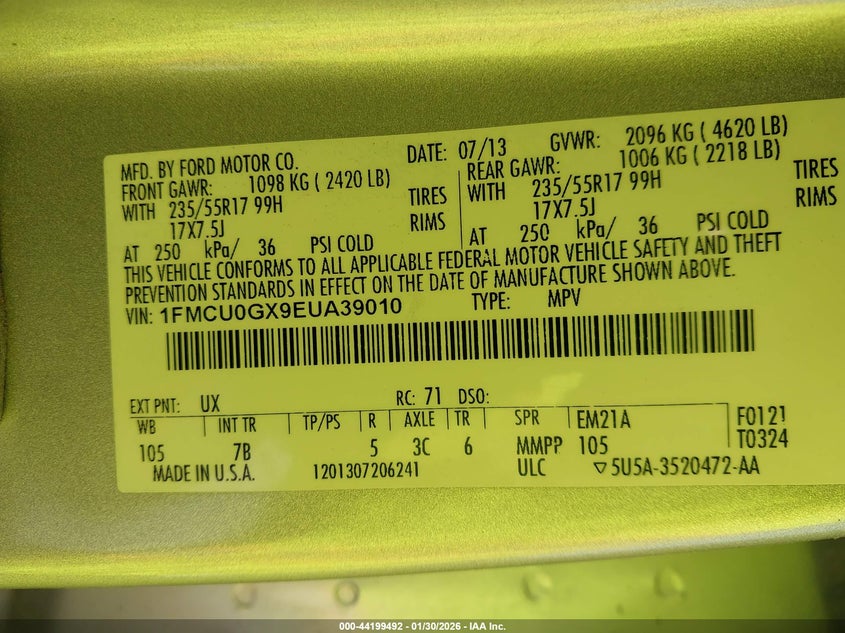 MFD. BY FORD MOTOR CO. DATE: 07/13 GVWR: 2096 KG ( 4620 LB)
FRONT GAWR: 1098 KG ( 2420 LB) REAR GAWR: 1006 KG ( 2218 LB)
WITH 235/55R17 99H TIRES WITH 235/55R17 99H TIRES
17X7.5J RIMS 17X7.5J RIMS
AT 250 kPa/ 36 PSI COLD AT 250 kPa/ 36 PSI COLD
THIS VEHICLE CONFORMS TO ALL APPLICABLE FEDERAL MOTOR VEHICLE SAFETY AND THEFT
PREVENTION STANDARDS IN EFFECT ON THE DATE OF MANUFACTURE SHOWN ABOVE.
VIN: 1FMCU0GX9EUA39010 TYPE: MPV
EXT PNT: UX RC: 71 DSO:
WB INT TR TP/PS R AXLE TR SPR EM21A F0121
105 7B 5 3C 6 MMPP 105 T0324
MADE IN U.S.A. 1201307206241 ULC ▽5U5A-3520472-AA
000-44199492 - 01/30/2026 - IAA Inc.